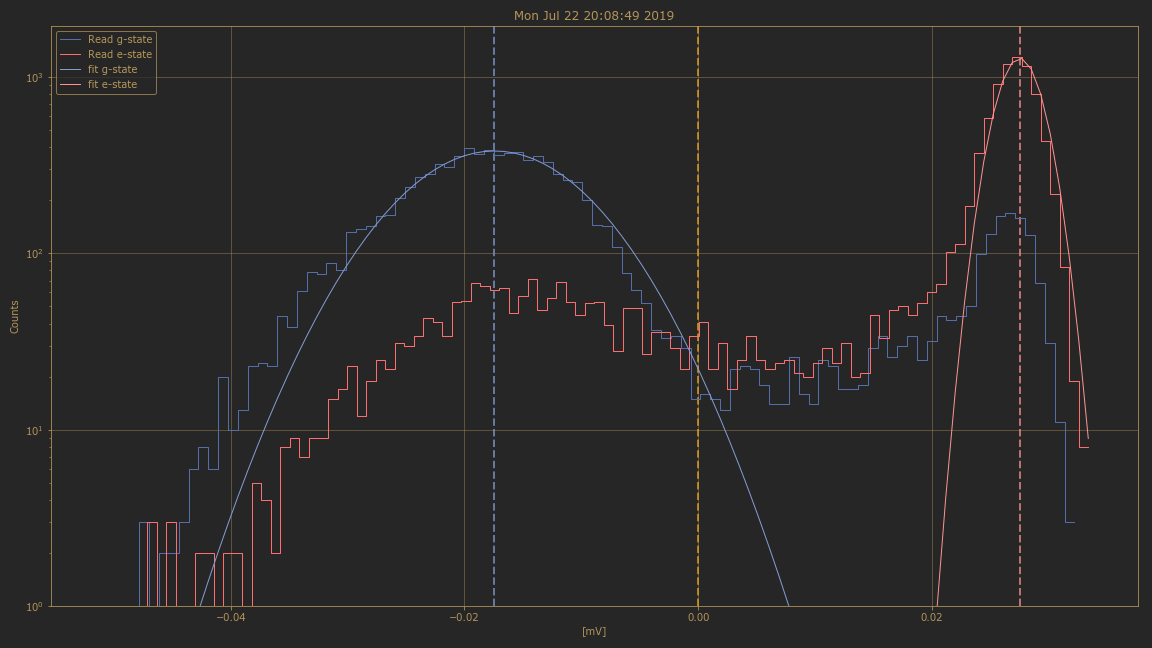 Mon Jul 22 20:08:49 2019
Read g-state
Read e-state
fit g-state
fit e-state
10³
10²
10¹
10⁰
Counts
−0.04
−0.02
0.00
0.02
[mV]